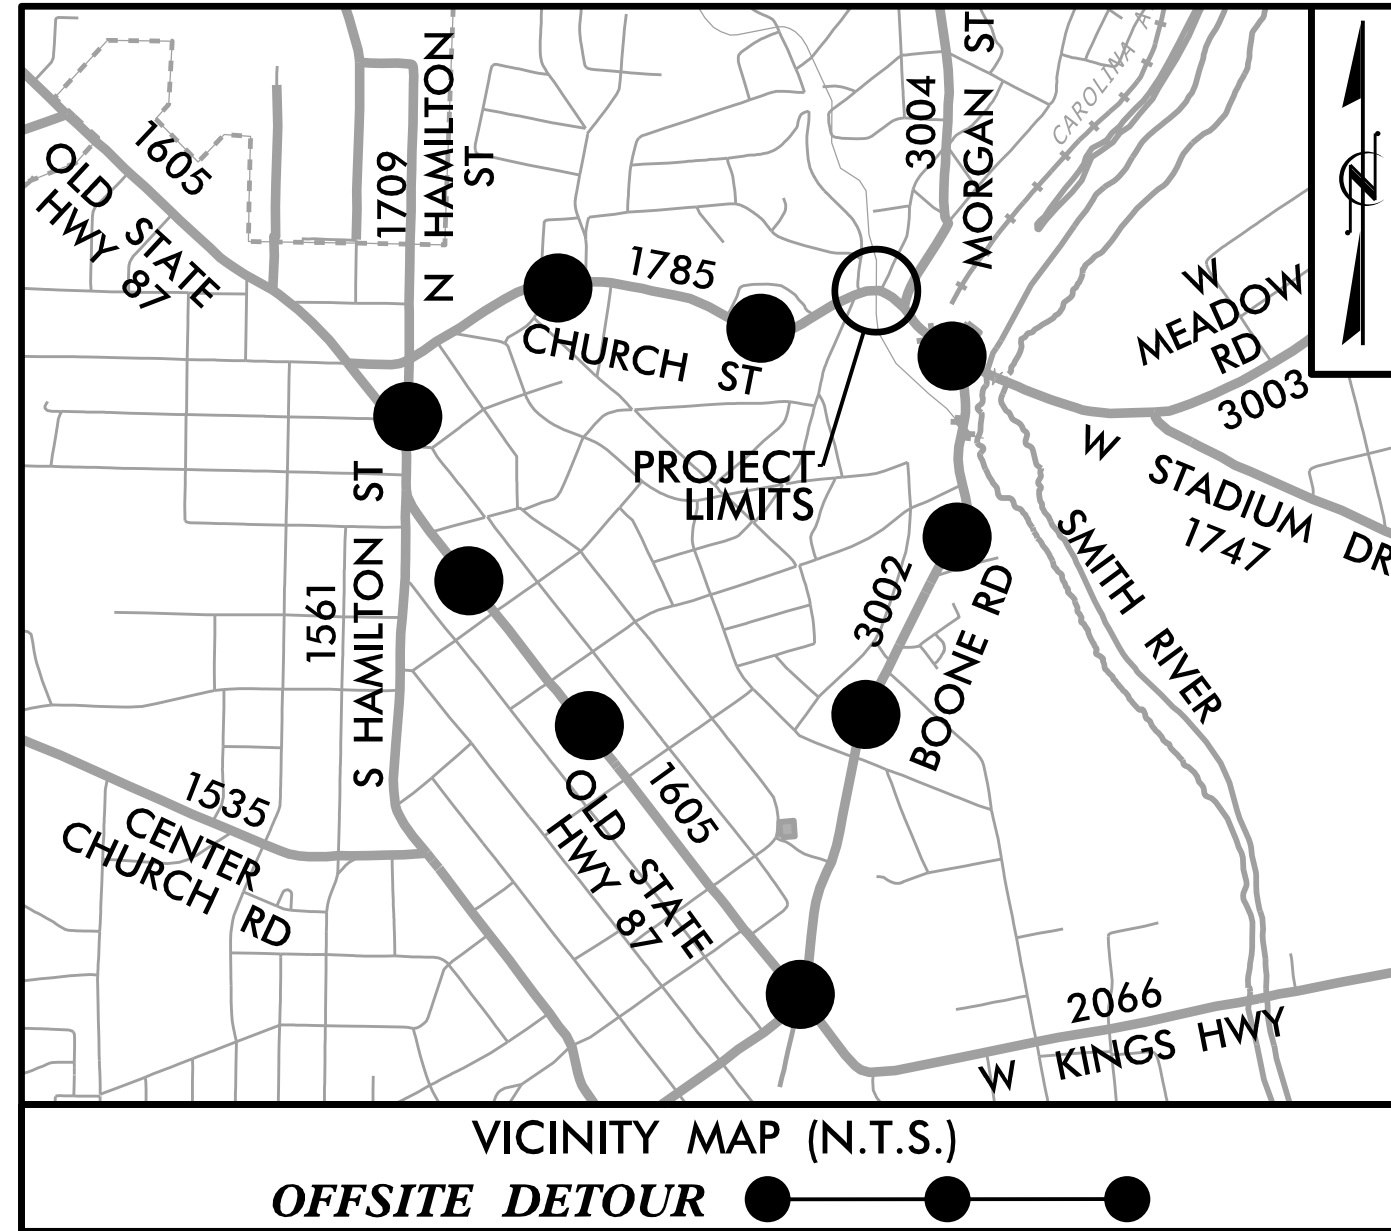 1605
OLD STATE
HWY 87
1709
N HAMILTON
ST
3004
MORGAN ST
CAROLINA A
N
1785
CHURCH ST
W
MEADOW
RD
3003
PROJECT
LIMITS
W STADIUM DR
1747
SMITH RIVER
1561
S HAMILTON ST
3002
BOONE RD
1535
CENTER
CHURCH RD
1605
OLD STATE
HWY 87
2066
W KINGS HWY
VICINITY MAP (N.T.S.)
OFFSITE DETOUR